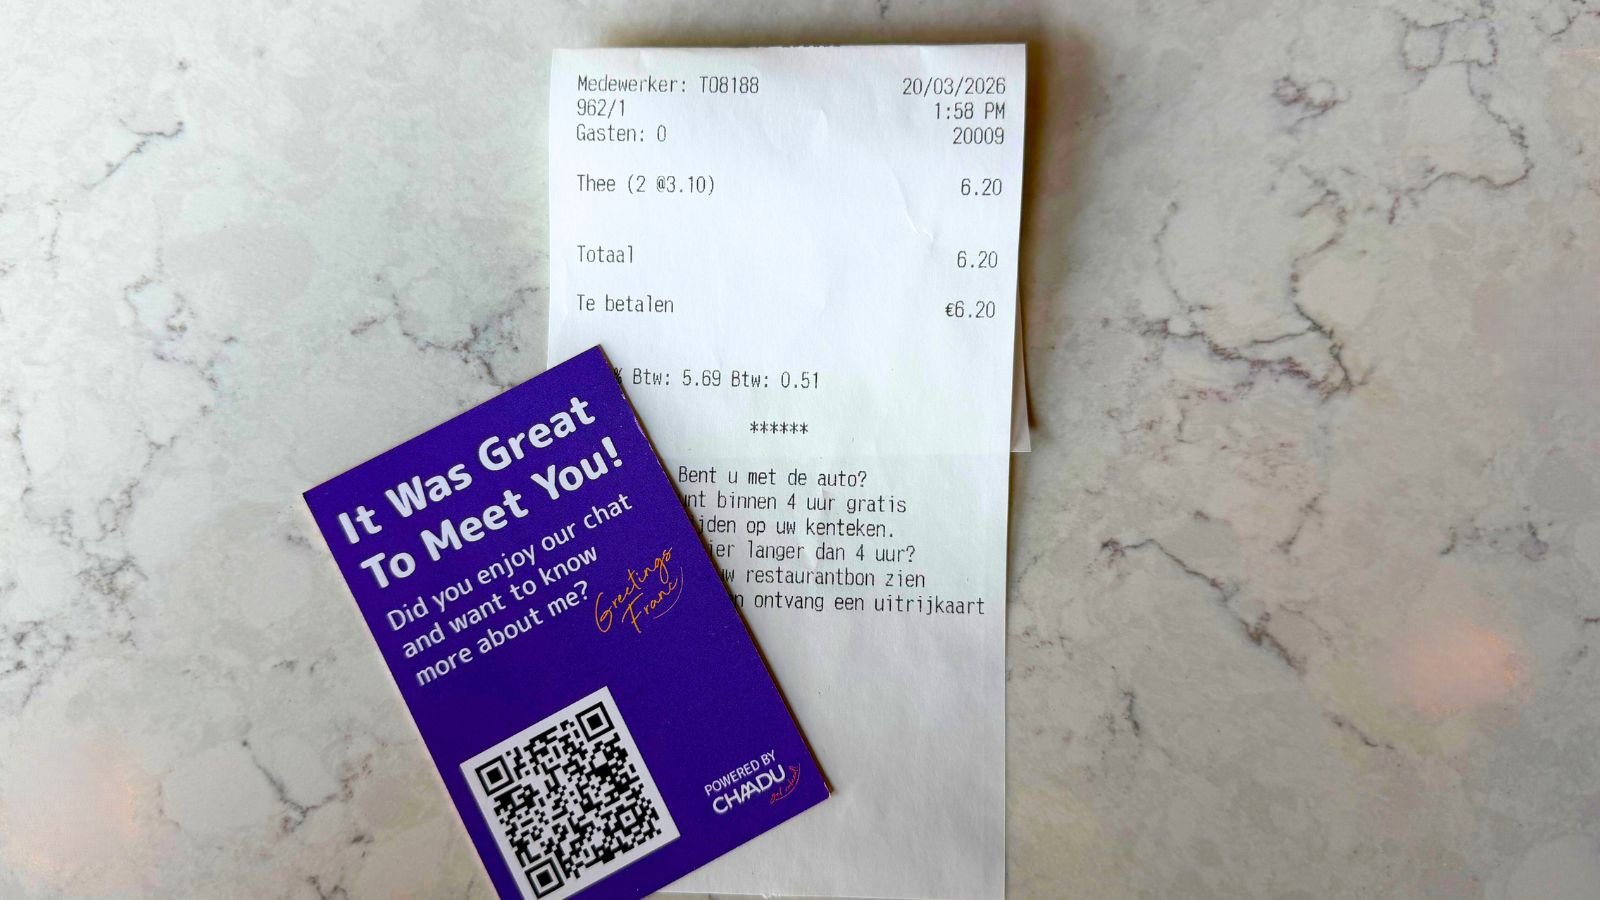 Medewerker: T08188 20/03/2026
962/1 1:58 PM
Gasten: 0 20009
Thee (2 @3.10) 6.20
Totaal 6.20
Te betalen €6.20
% Btw: 5.69 Btw: 0.51
******
Bent u met de auto?
binnen 4 uur gratis
op uw kenteken.
langer dan 4 uur?
restaurantbon zien
ontvang een uitrijkaart
It Was Great
To Meet You!
Did you enjoy our chat
and want to know
more about me?
Greetings
Franc
POWERED BY
CHAADU